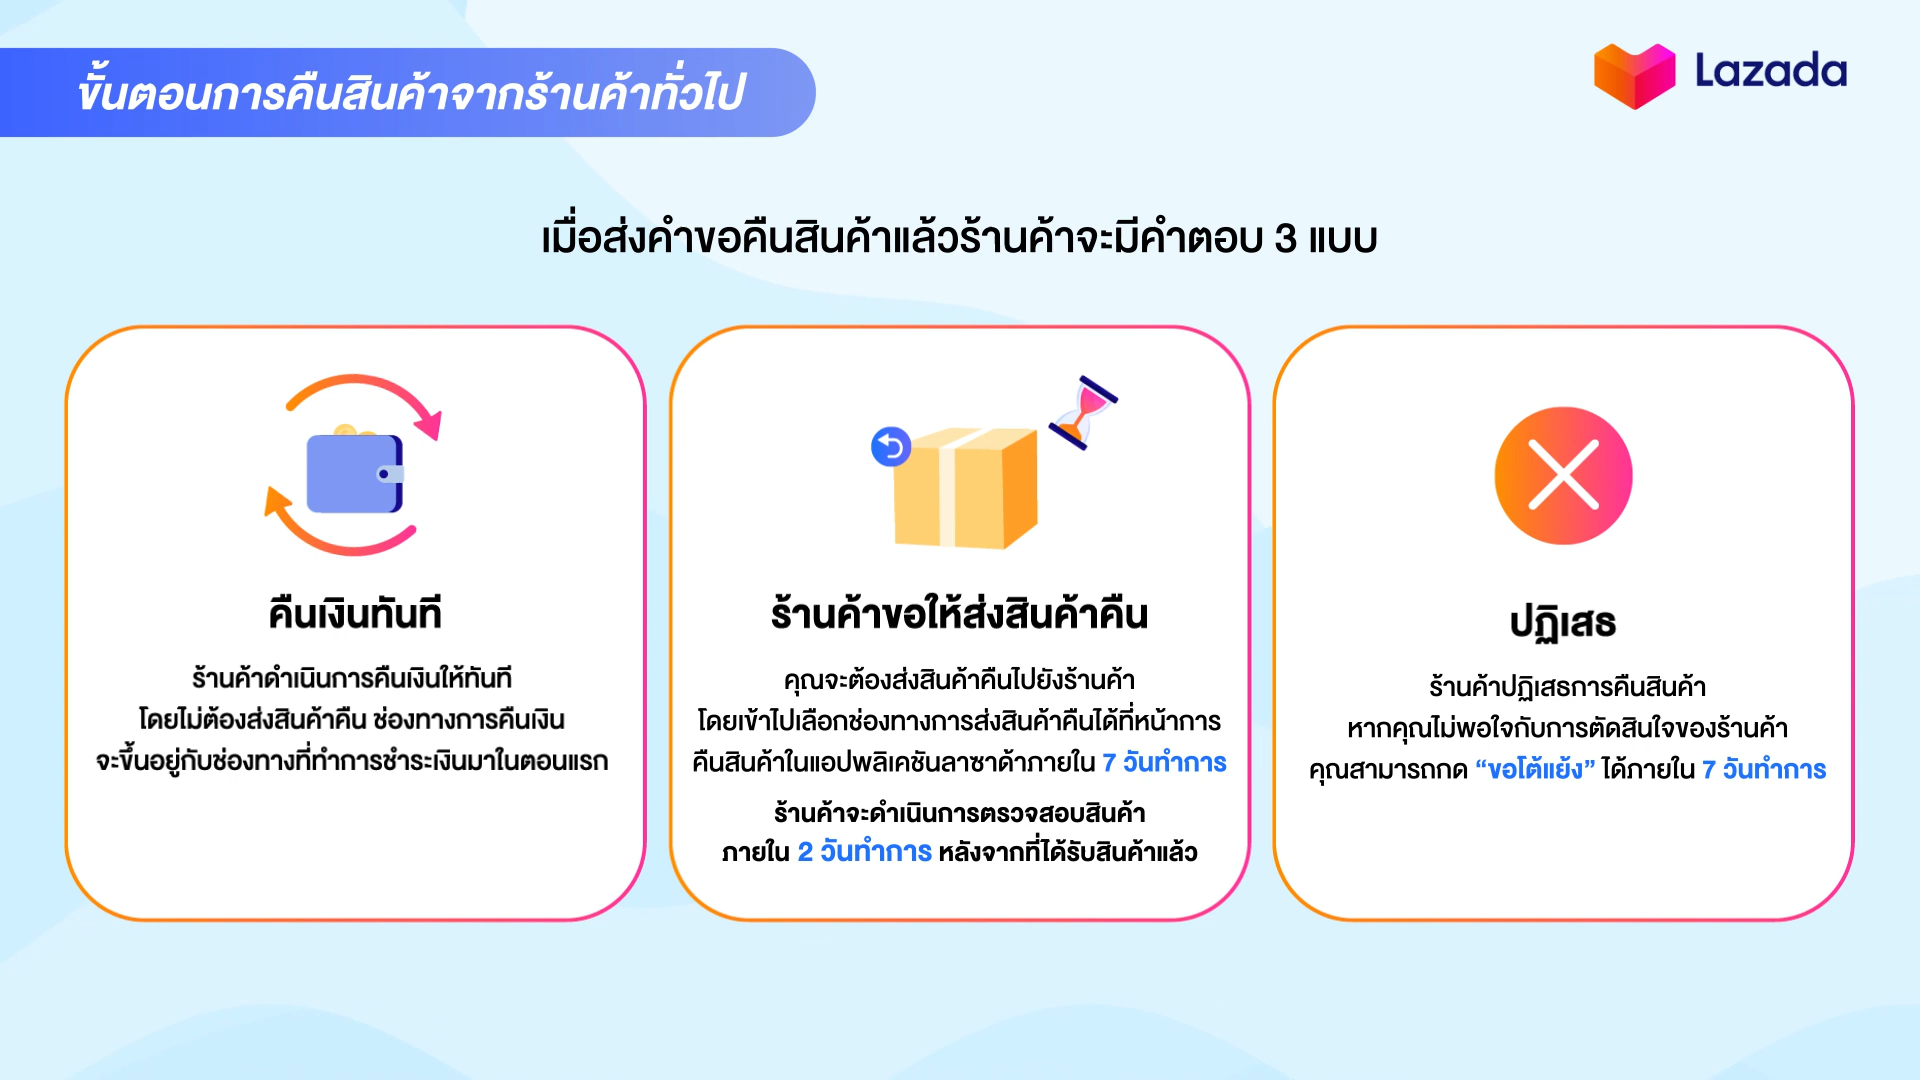 ขั้นตอนการคืนสินค้าจากร้านค้าทั่วไป
Lazada
เมื่อส่งคำขอคืนสินค้าแล้วร้านค้าจะมีคำตอบ 3 แบบ
คืนเงินทันที
ร้านค้าดำเนินการคืนเงินให้ทันที
โดยไม่ต้องส่งสินค้าคืน ช่องทางการคืนเงิน
จะขึ้นอยู่กับช่องทางที่ทำการชำระเงินมาในตอนแรก
ร้านค้าขอให้ส่งสินค้าคืน
คุณจะต้องส่งสินค้าคืนไปยังร้านค้า
โดยเข้าไปเลือกช่องทางการส่งสินค้าคืนได้ที่หน้าการ
คืนสินค้าในแอปพลิเคชันลาซาด้าภายใน 7 วันทำการ
ร้านค้าจะดำเนินการตรวจสอบสินค้า
ภายใน 2 วันทำการ หลังจากที่ได้รับสินค้าแล้ว
ปฏิเสธ
ร้านค้าปฏิเสธการคืนสินค้า
หากคุณไม่พอใจกับการตัดสินใจของร้านค้า
คุณสามารถกด “ขอโต้แย้ง” ได้ภายใน 7 วันทำการ